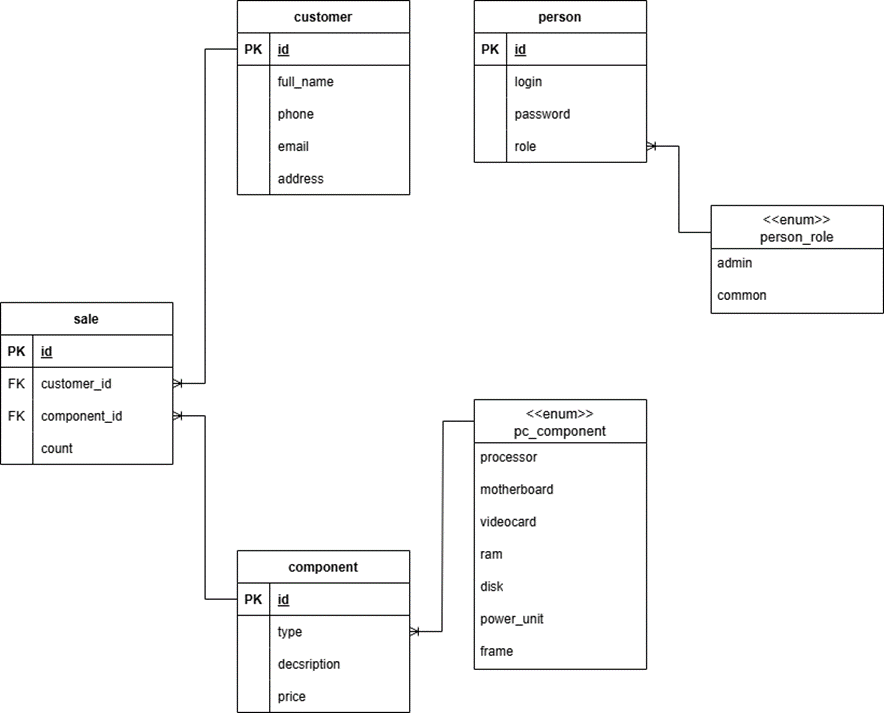 customer
PK id
full_name
phone
email
address
person
PK id
login
password
role
<<enum>>
person_role
admin
common
sale
PK id
FK customer_id
FK component_id
count
<<enum>>
pc_component
processor
motherboard
videocard
ram
disk
power_unit
frame
component
PK id
type
decsription
price